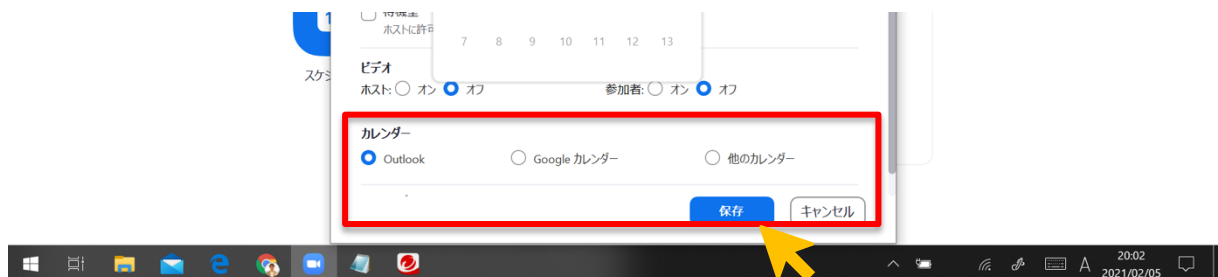 待機室
ホストに許可
7 8 9 10 11 12 13
スケジ
ビデオ
ホスト: オン オフ 参加者: オン オフ
カレンダー
Outlook Google カレンダー 他のカレンダー
保存 キャンセル
A 20:02
2021/02/05